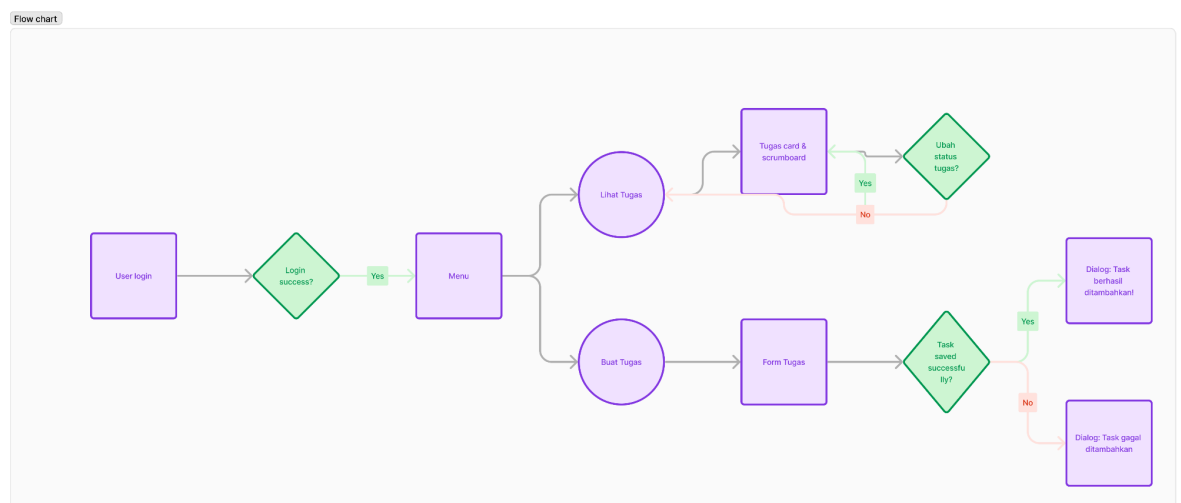 Flow chart
User login
Login
success?
Yes
Menu
Lihat Tugas
Tugas card &
scrumboard
Yes
No
Ubah
status
tugas?
Buat Tugas
Form Tugas
Task
saved
successfu
lly?
Yes
No
Dialog: Task
berhasil
ditambahkan!
Dialog: Task gagal
ditambahkan